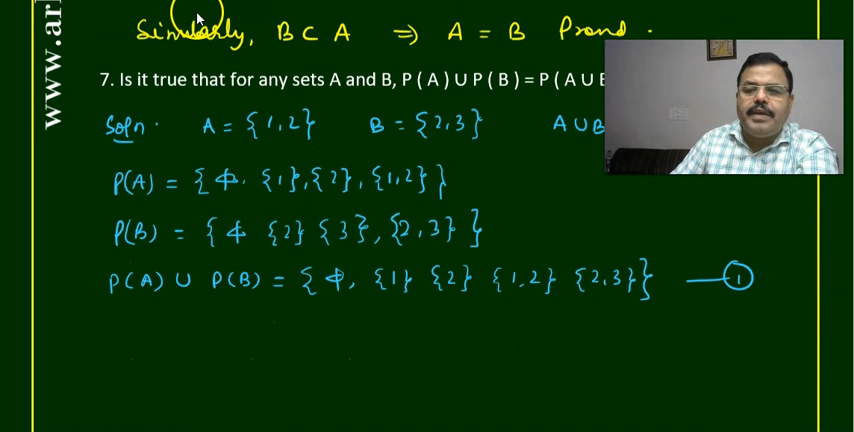 www.ar
Similarly, B ⊂ A ⇒ A = B Proved.
7. Is it true that for any sets A and B, P ( A ) ∪ P ( B ) = P ( A ∪ B
Soln. A = {1,2} B = {2,3} A ∪ B
P(A) = { ϕ, {1}, {2}, {1,2} }
P(B) = { ϕ {2} {3}, {2,3} }
P(A) ∪ P(B) = { ϕ, {1} {2} {1,2} {2,3} } — 1